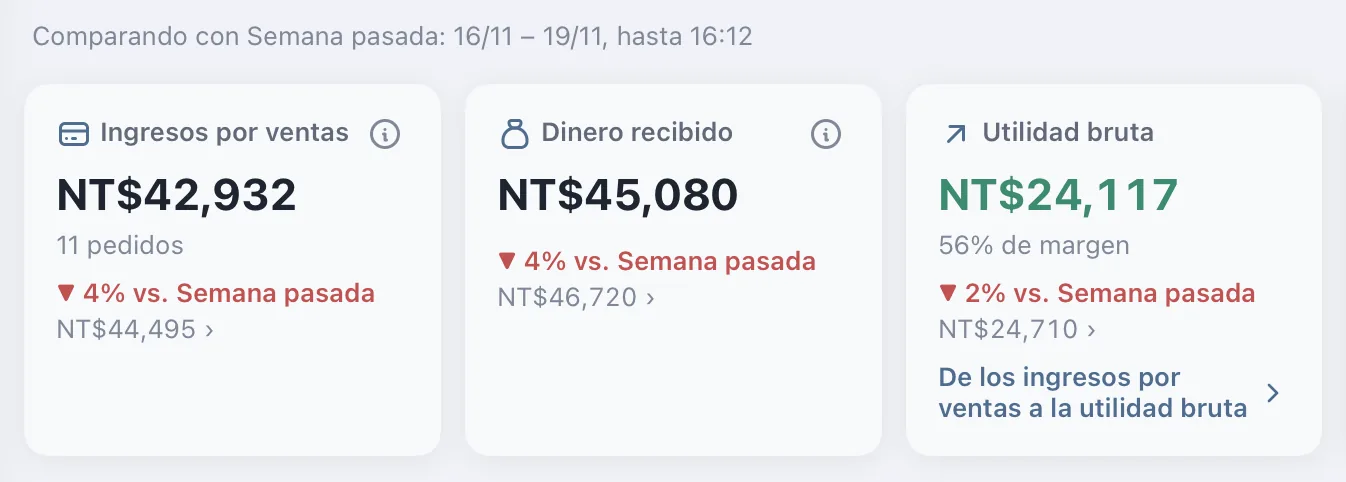 Comparando con Semana pasada: 16/11 – 19/11, hasta 16:12
Ingresos por ventas
NT$42,932
11 pedidos
▼ 4% vs. Semana pasada
NT$44,495 ›
Dinero recibido
NT$45,080
▼ 4% vs. Semana pasada
NT$46,720 ›
Utilidad bruta
NT$24,117
56% de margen
▼ 2% vs. Semana pasada
NT$24,710 ›
De los ingresos por
ventas a la utilidad bruta